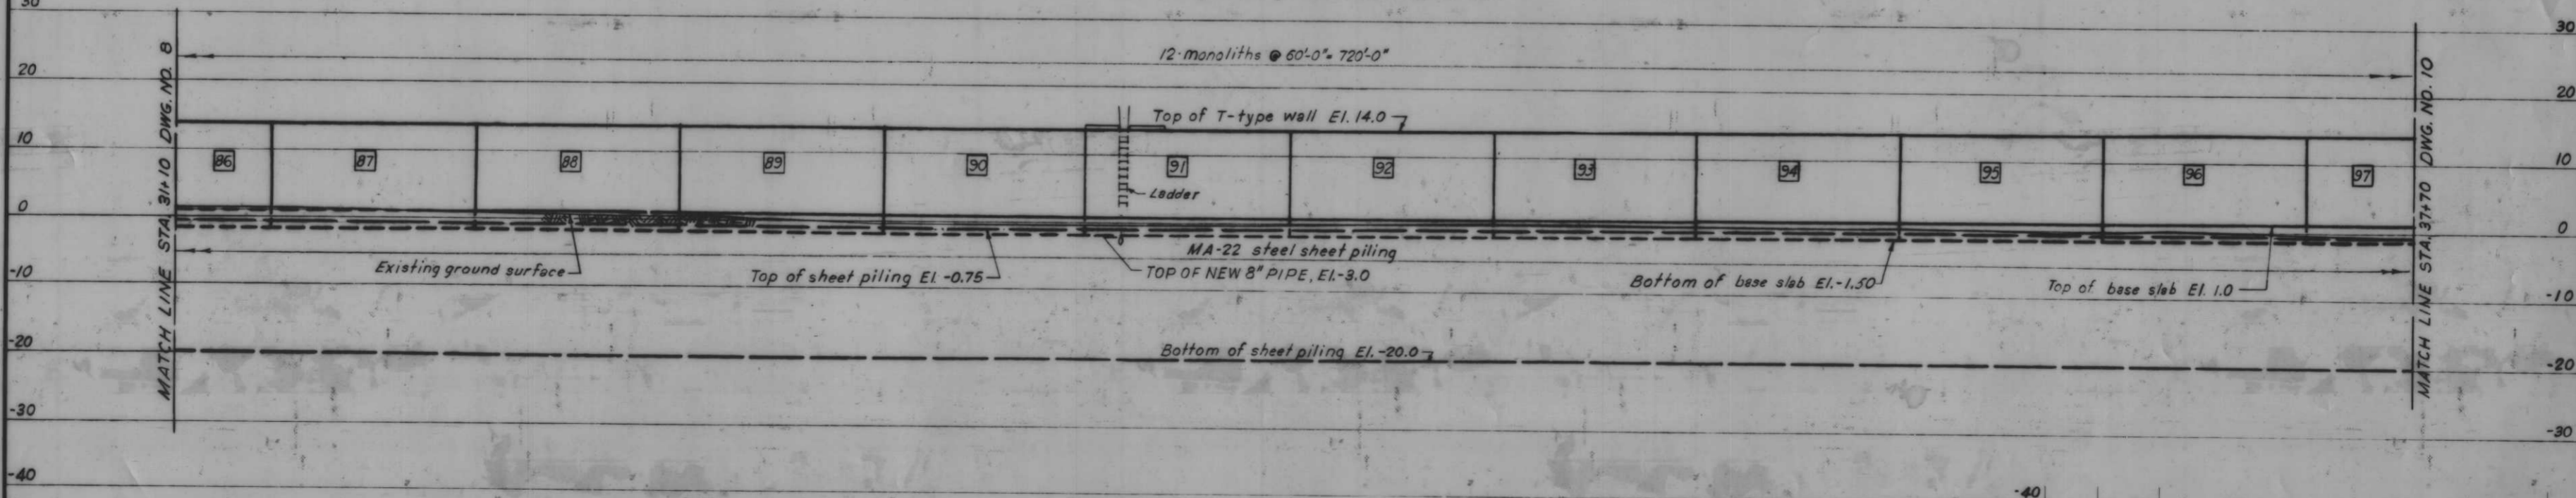 30
30
12-monoliths @ 60'-0"= 720'-0"
20
20
Top of T-type wall El. 14.0
10
10
86
87
88
89
90
91
92
93
94
95
96
97
Ladder
0
0
MA-22 steel sheet piling
Existing ground surface
Top of sheet piling El. -0.75
TOP OF NEW 8" PIPE, El.-3.0
Bottom of base slab El.-1.50
Top of base slab El. 1.0
-10
-10
MATCH LINE STA. 31+10 DWG. NO. 8
MATCH LINE STA. 37+70 DWG. NO. 10
-20
Bottom of sheet piling El.-20.0
-20
-30
-30
-40
-40